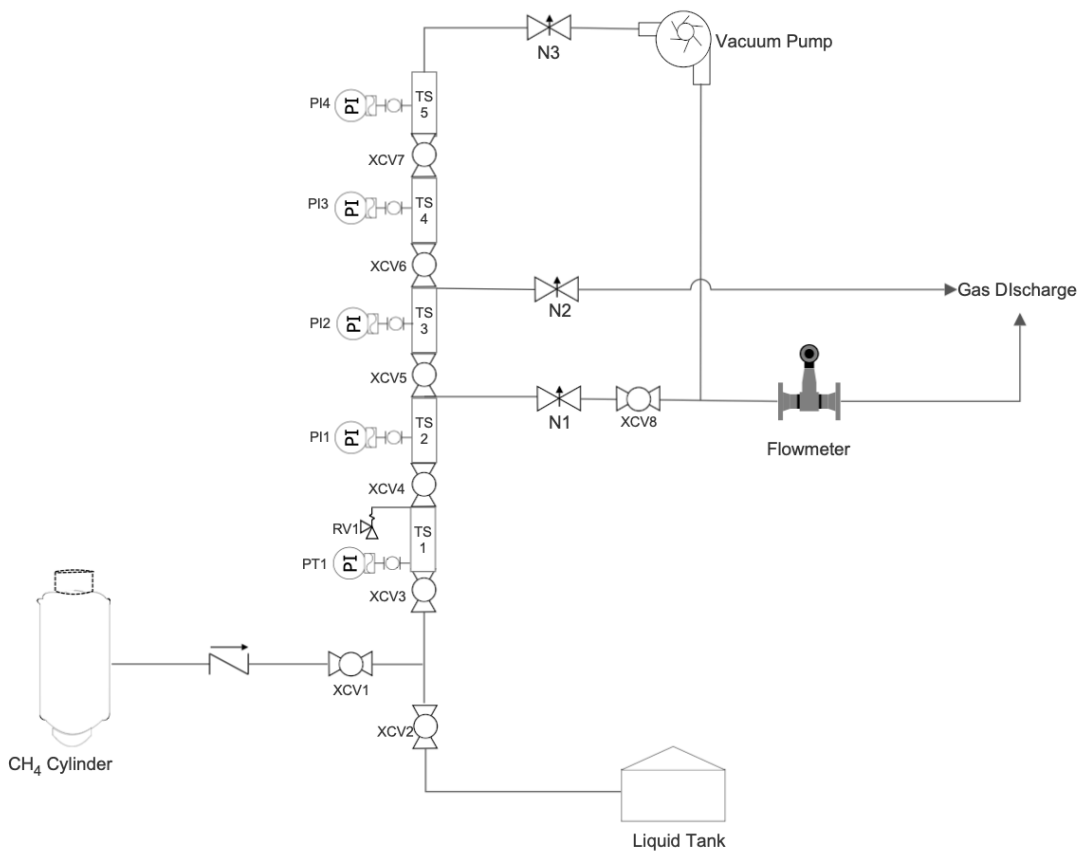 N3
Vacuum Pump
PI4
PI
TS
5
XCV7
PI3
PI
TS
4
XCV6
N2
Gas DIscharge
PI2
PI
TS
3
XCV5
N1
XCV8
Flowmeter
PI1
PI
TS
2
XCV4
RV1
TS
1
PT1
PI
XCV3
XCV1
XCV2
CH₄ Cylinder
Liquid Tank